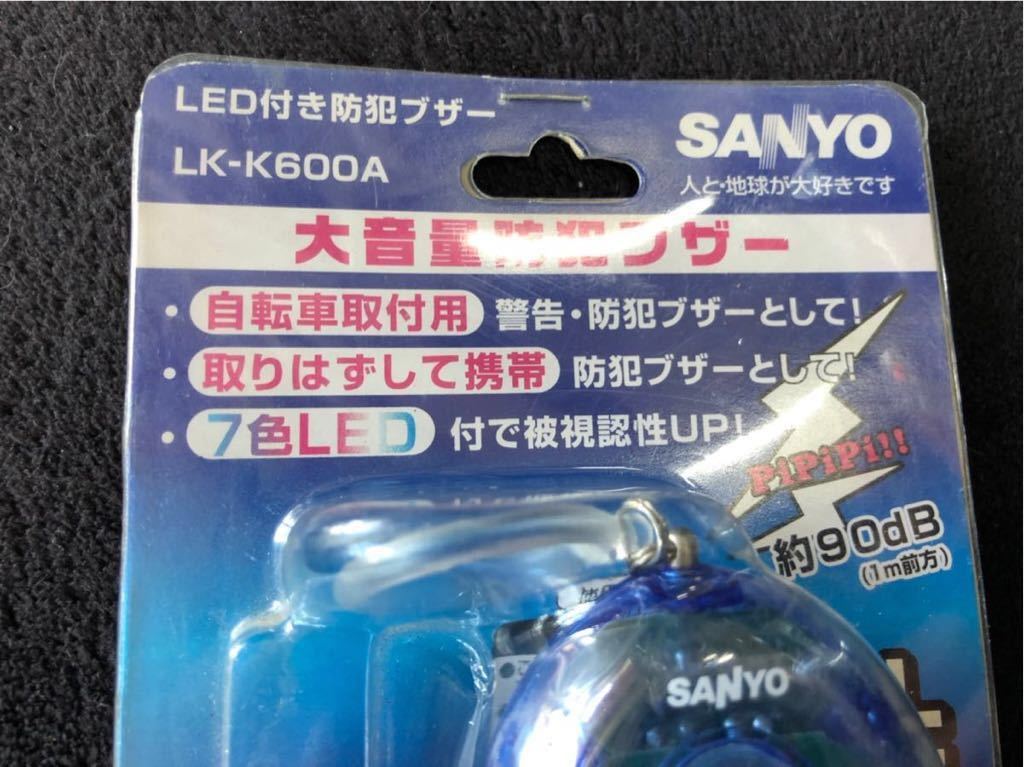 LED付き防犯ブザー
LK-K600A
SANYO
人と・地球が大好きです
大音量防犯ブザー
・自転車取付用 警告・防犯ブザーとして!
・取りはずして携帯 防犯ブザーとして!
・7色LED 付で被視認性UP!
PiPiPi!!
約90dB
(1m前方)
SANYO